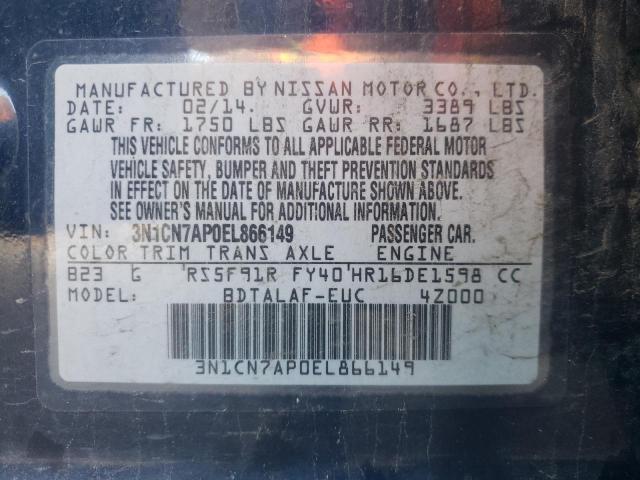 MANUFACTURED BY NISSAN MOTOR CO., LTD.
DATE: 02/14. GVWR: 3389 LBS
GAWR FR: 1750 LBS GAWR RR: 1687 LBS
THIS VEHICLE CONFORMS TO ALL APPLICABLE FEDERAL MOTOR
VEHICLE SAFETY, BUMPER AND THEFT PREVENTION STANDARDS
IN EFFECT ON THE DATE OF MANUFACTURE SHOWN ABOVE.
SEE OWNER'S MANUAL FOR ADDITIONAL INFORMATION.
VIN: 3N1CN7AP0EL866149 PASSENGER CAR.
COLOR TRIM TRANS AXLE ENGINE
B23 G 'RS5F91R FY40'HR16DE1598 CC
MODEL: BDTALAF-EUC 4Z000
3N1CN7AP0EL866149